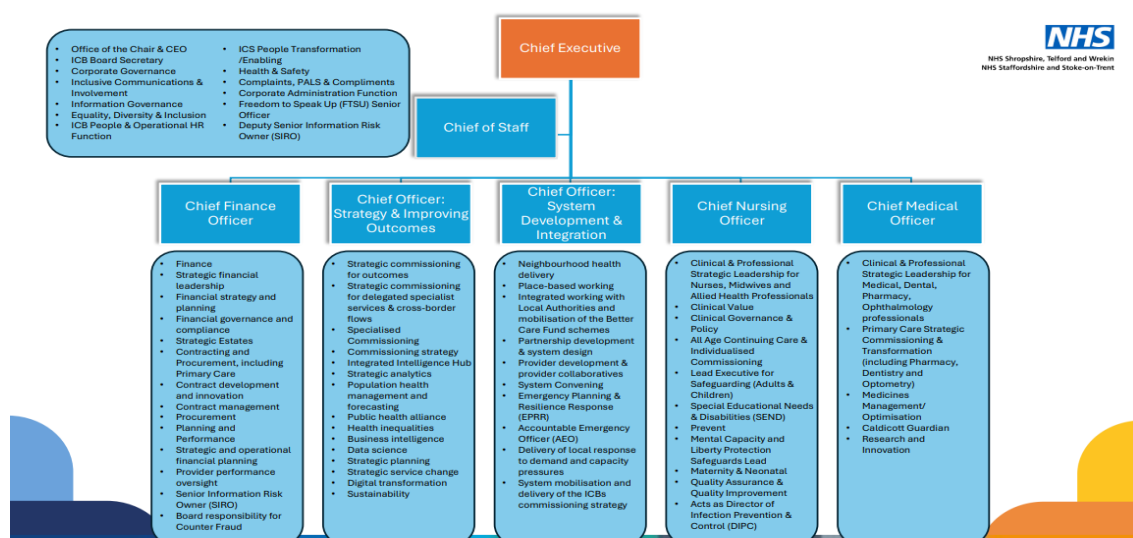 • Office of the Chair & CEO
• ICB Board Secretary
• Corporate Governance
• Inclusive Communications &
Involvement
• Information Governance
• Equality, Diversity & Inclusion
• ICB People & Operational HR
Function
• ICS People Transformation
/Enabling
• Health & Safety
• Complaints, PALS & Compliments
• Corporate Administration Function
• Freedom to Speak Up (FTSU) Senior
Officer
• Deputy Senior Information Risk
Owner (SIRO)
Chief Executive
NHS
NHS Shropshire, Telford and Wrekin
NHS Staffordshire and Stoke-on-Trent
Chief of Staff
Chief Finance
Officer
Chief Officer:
Strategy & Improving
Outcomes
Chief Officer:
System
Development &
Integration
Chief Nursing
Officer
Chief Medical
Officer
• Finance
• Strategic financial
leadership
• Financial strategy and
planning
• Financial governance and
compliance
• Strategic Estates
• Contracting and
Procurement, including
Primary Care
• Contract development
and innovation
• Contract management
• Procurement
• Planning and
Performance
• Strategic and operational
financial planning
• Provider performance
oversight
• Senior Information Risk
Owner (SIRO)
• Board responsibility for
Counter Fraud
• Strategic commissioning
for outcomes
• Strategic commissioning
for delegated specialist
services & cross-border
flows
• Specialised
Commissioning
• Commissioning strategy
• Integrated Intelligence Hub
• Strategic analytics
• Population health
management and
forecasting
• Public health alliance
• Health inequalities
• Business intelligence
• Data science
• Strategic planning
• Strategic service change
• Digital transformation
• Sustainability
• Neighbourhood health
delivery
• Place-based working
• Integrated working with
Local Authorities and
mobilisation of the Better
Care Fund schemes
• Partnership development
& system design
• Provider development &
provider collaboratives
• System Convening
• Emergency Planning &
Resilience Response
(EPRR)
• Accountable Emergency
Officer (AEO)
• Delivery of local response
to demand and capacity
pressures
• System mobilisation and
delivery of the ICBs
commissioning strategy
• Clinical & Professional
Strategic Leadership for
Nurses, Midwives and
Allied Health Professionals
• Clinical Value
• Clinical Governance &
Policy
• All Age Continuing Care &
Individualised
Commissioning
• Lead Executive for
Safeguarding (Adults &
Children)
• Special Educational Needs
& Disabilities (SEND)
• Prevent
• Mental Capacity and
Liberty Protection
Safeguards Lead
• Maternity & Neonatal
• Quality Assurance &
Quality Improvement
• Acts as Director of
Infection Prevention &
Control (DIPC)
• Clinical & Professional
Strategic Leadership for
Medical, Dental,
Pharmacy,
Ophthalmology
professionals
• Primary Care Strategic
Commissioning &
Transformation
(including Pharmacy,
Dentistry and
Optometry)
• Medicines
Management/
Optimisation
• Caldicott Guardian
• Research and
Innovation